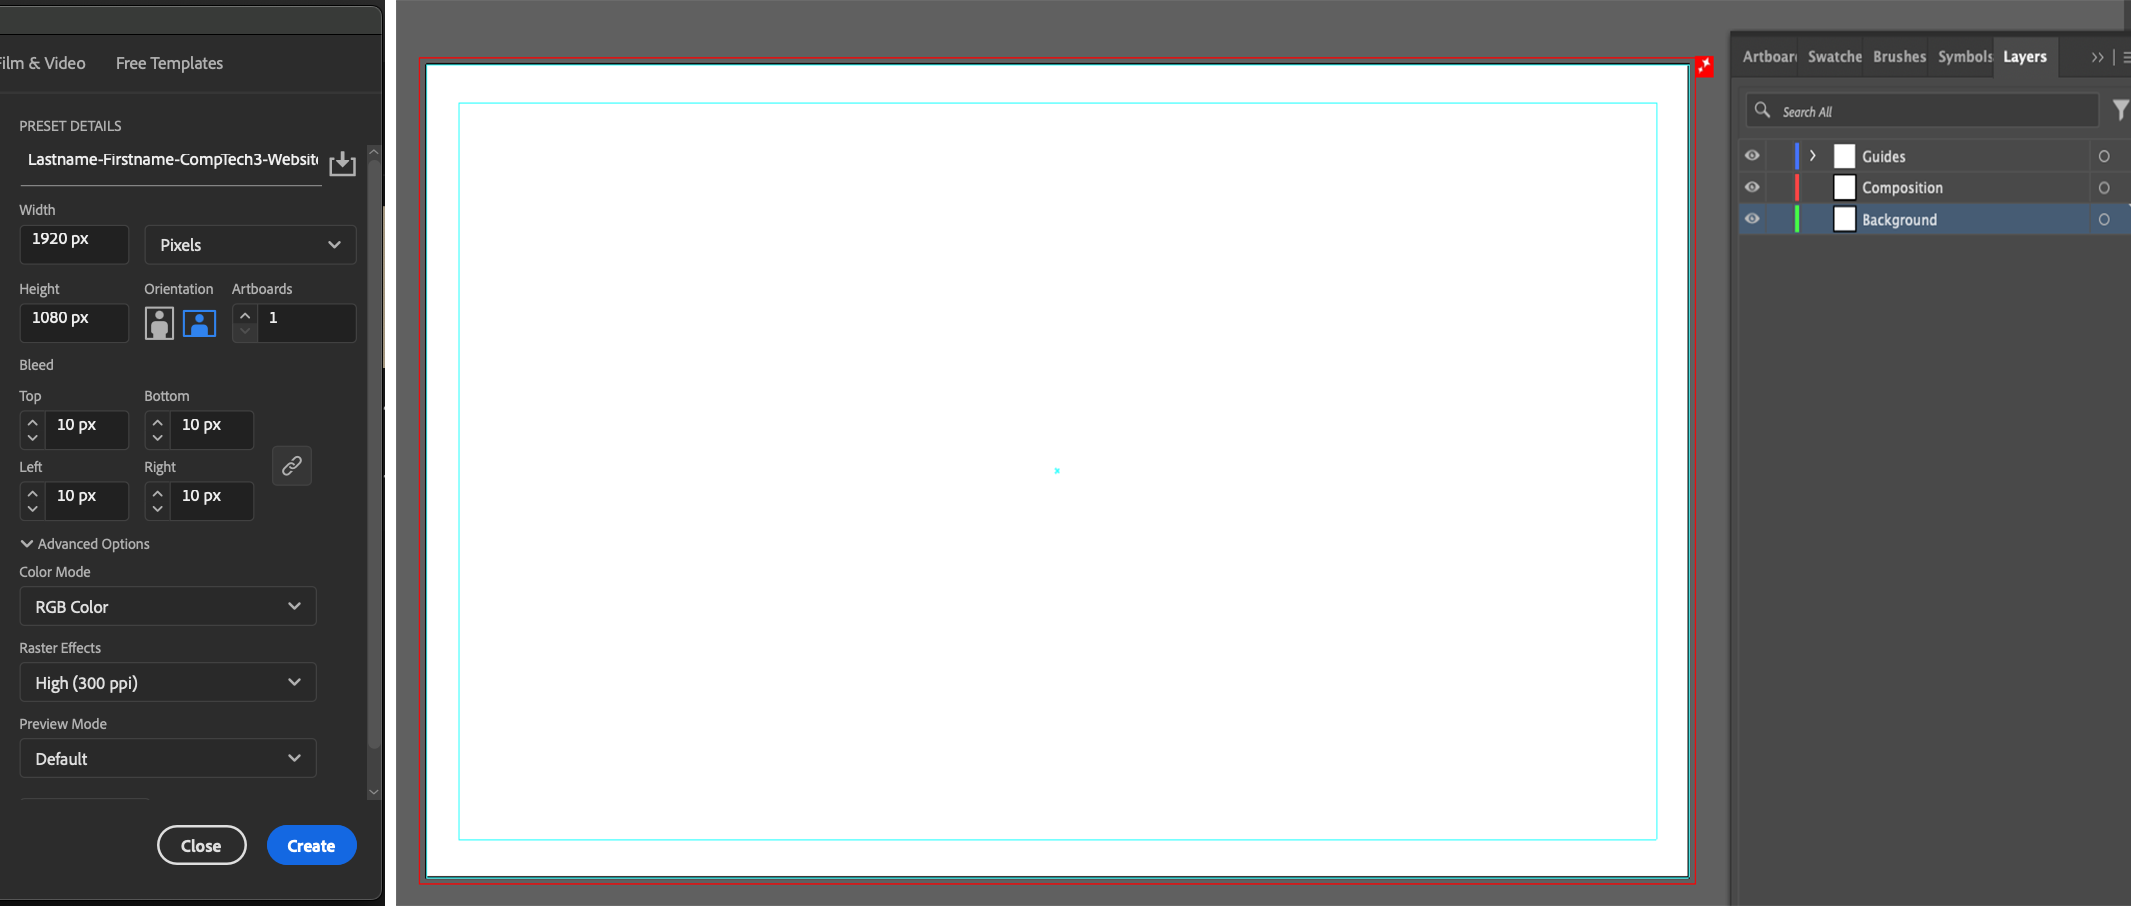 Film & Video Free Templates
PRESET DETAILS
Lastname-Firstname-CompTech3-Website
Width
1920 px Pixels
Height Orientation Artboards
1080 px 1
Bleed
Top Bottom
10 px 10 px
Left Right
10 px 10 px
Advanced Options
Color Mode
RGB Color
Raster Effects
High (300 ppi)
Preview Mode
Default
Close Create
Artboar Swatche Brushes Symbols Layers
Search All
Guides
Composition
Background